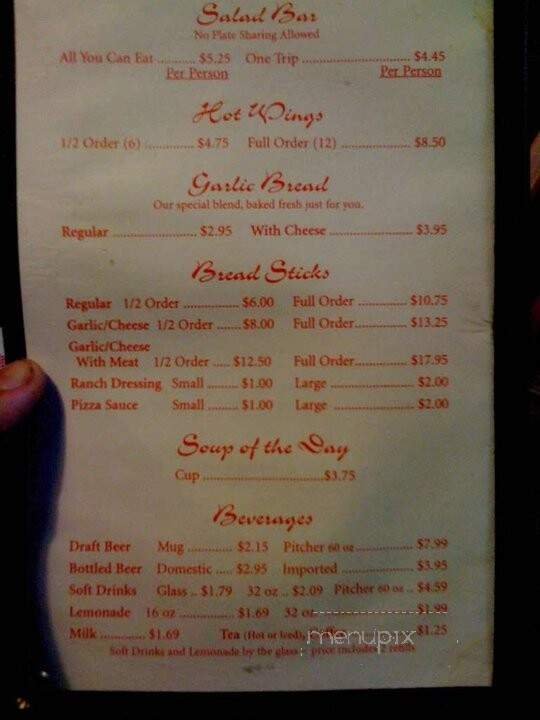 Salad Bar
No Plate Sharing Allowed
All You Can Eat .......... $5.25 One Trip .............................. $4.45
Per Person Per Person
Hot Wings
1/2 Order (6) ............. $4.75 Full Order (12) ................... $8.50
Garlic Bread
Our special blend, baked fresh just for you.
Regular ...................... $2.95 With Cheese ...................... $3.95
Bread Sticks
Regular 1/2 Order ............... $6.00 Full Order ............. $10.75
Garlic/Cheese 1/2 Order ....... $8.00 Full Order.............. $13.25
Garlic/Cheese
With Meat 1/2 Order ..... $12.50 Full Order.............. $17.95
Ranch Dressing Small ......... $1.00 Large .................... $2.00
Pizza Sauce Small ......... $1.00 Large ...................... $2.00
Soup of the Day
Cup .................................$3.75
Beverages
Draft Beer Mug ............ $2.15 Pitcher 60 oz ................ $7.99
Bottled Beer Domestic ..... $2.95 Imported ................... $3.95
Soft Drinks Glass .. $1.79 32 oz .. $2.09 Pitcher 60 oz .. $4.59
Lemonade 16 oz ............... $1.69 32 oz $1.99
Milk ............ $1.69 Tea (Hot or Iced), $1.25
Soft Drinks and Lemonade by the glass - price includes 2 refills
menupix